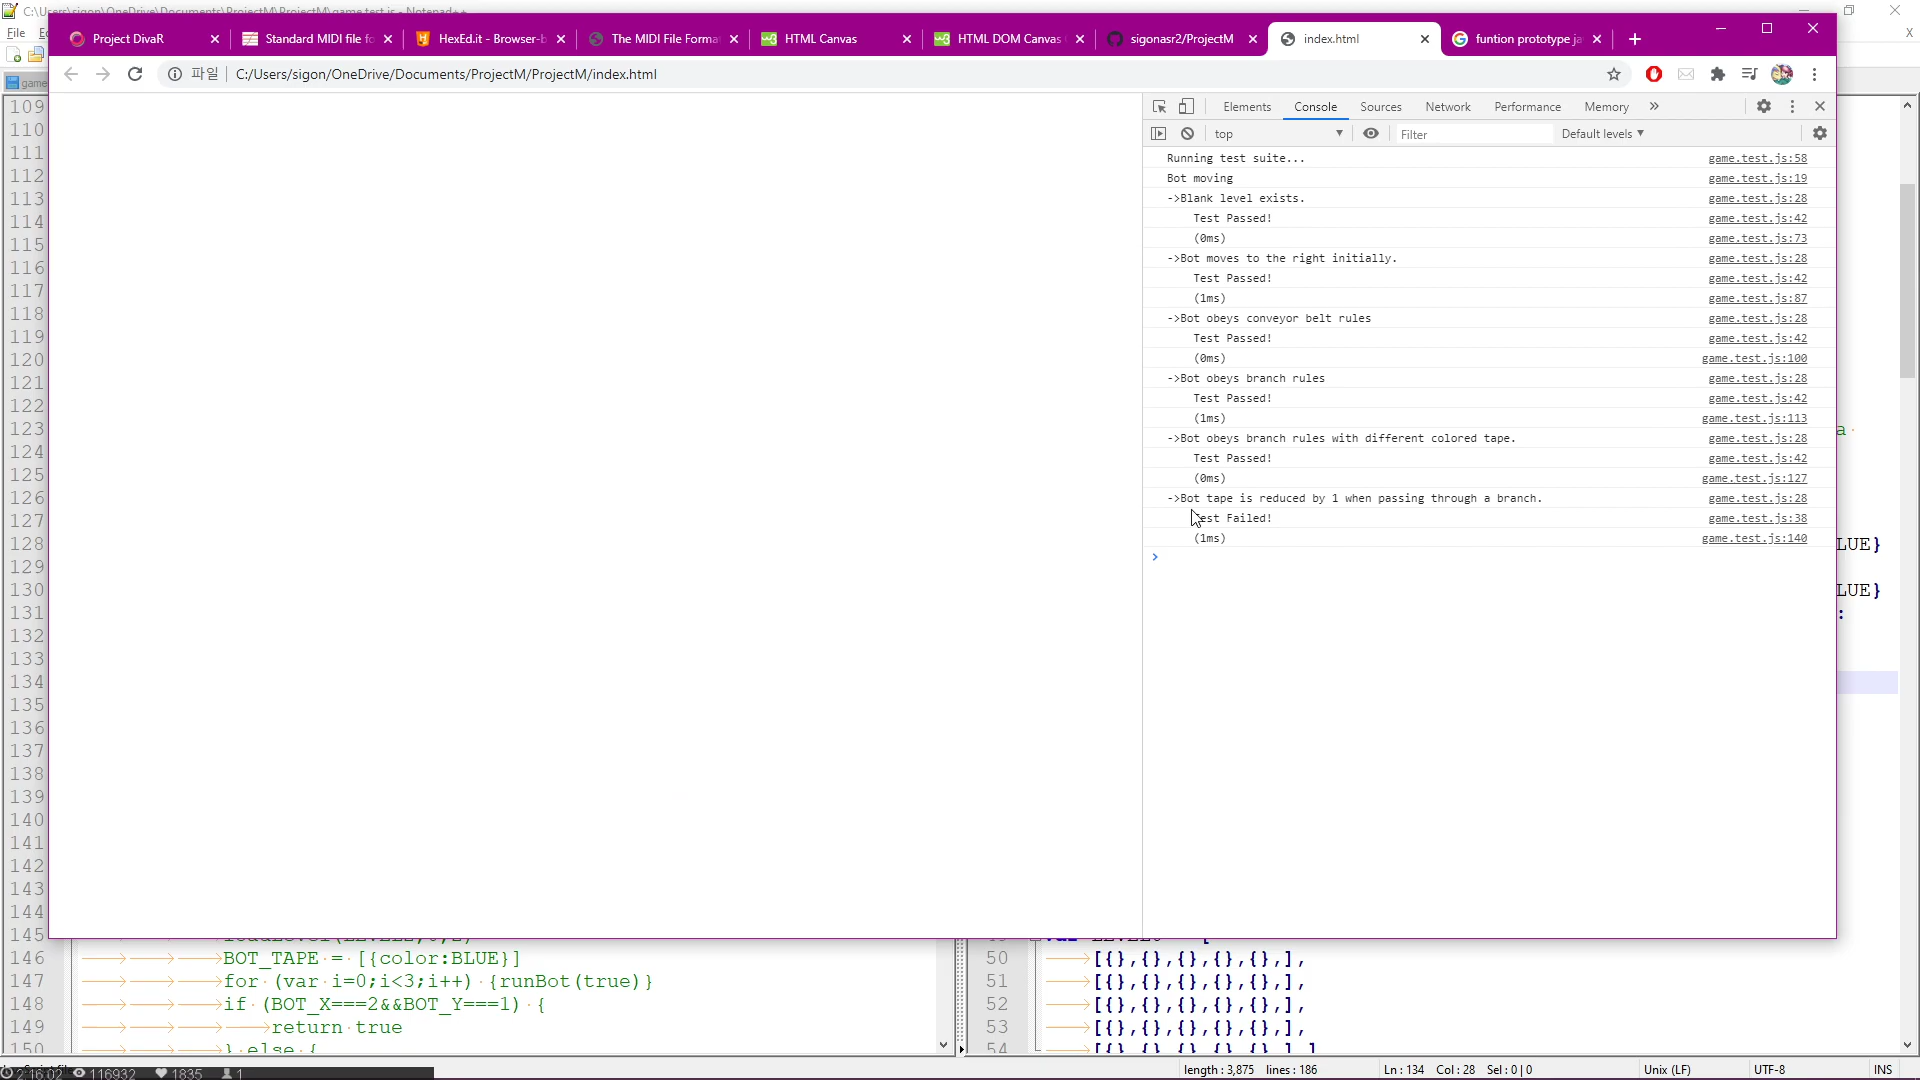 File
Project DivaR
Standard MIDI file fo
HexEd.it - Browser-b
The MIDI File Forma
HTML Canvas
HTML DOM Canvas
sigonasr2/ProjectM
index.html
funtion prototype ja
파일
C:/Users/sigon/OneDrive/Documents/ProjectM/ProjectM/index.html
Elements
Console
Sources
Network
Performance
Memory
top
Filter
Default levels
Running test suite... game.test.js:58
Bot moving game.test.js:19
->Blank level exists. game.test.js:28
Test Passed! game.test.js:42
(0ms) game.test.js:73
->Bot moves to the right initially. game.test.js:28
Test Passed! game.test.js:42
(1ms) game.test.js:87
->Bot obeys conveyor belt rules game.test.js:28
Test Passed! game.test.js:42
(0ms) game.test.js:100
->Bot obeys branch rules game.test.js:28
Test Passed! game.test.js:42
(1ms) game.test.js:113
->Bot obeys branch rules with different colored tape. game.test.js:28
Test Passed! game.test.js:42
(0ms) game.test.js:127
->Bot tape is reduced by 1 when passing through a branch. game.test.js:28
Failed! game.test.js:38
(1ms) game.test.js:140
109
110
111
112
113
114
115
116
117
118
119
120
121
122
123
124
125
126
127
128
129
130
131
132
133
134
135
136
137
138
139
140
141
142
143
144
145
146 BOT_TAPE = [{color:BLUE}]
147 for (var i=0;i<3;i++) {runBot(true)}
148 if (BOT_X===2&&BOT_Y===1) {
149 return true
150 } else {
LUE}
LUE}
50 [{},{},{},{},{},],
51 [{},{},{},{},{},],
52 [{},{},{},{},{},],
53 [{},{},{},{},{},],
54
2:16:02 116932 1835 1
length : 3,875 lines : 186
Ln : 134 Col : 28 Sel : 0 | 0
Unix (LF)
UTF-8
INS